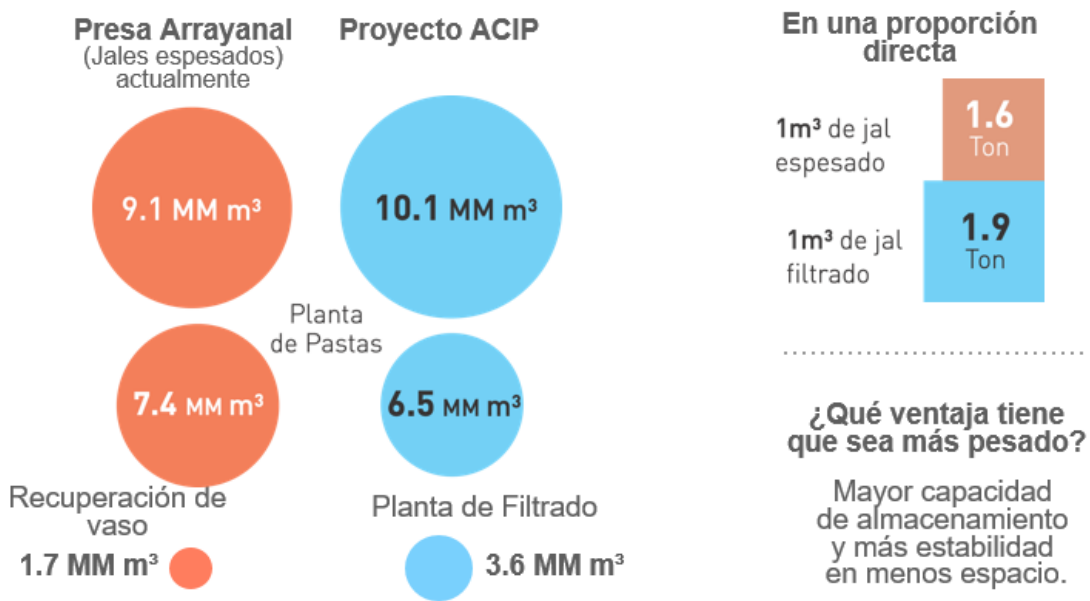 Presa Arrayanal
(Jales espesados)
actualmente
Proyecto ACIP
9.1 MM m³
10.1 MM m³
Planta
de Pastas
7.4 MM m³
6.5 MM m³
Recuperación de
vaso
1.7 MM m³
Planta de Filtrado
3.6 MM m³
En una proporción
directa
1m³ de jal
espesado
1.6
Ton
1m³ de jal
filtrado
1.9
Ton
¿Qué ventaja tiene
que sea más pesado?
Mayor capacidad
de almacenamiento
y más estabilidad
en menos espacio.